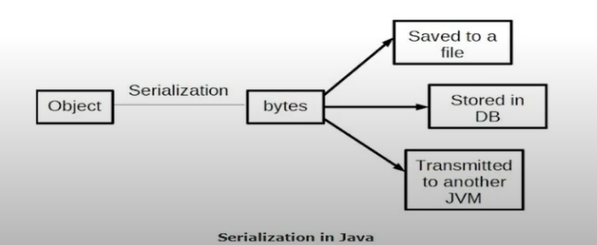 Saved to a
file
Serialization
Object
bytes
Stored in
DB
Transmitted
to another
JVM
Serialization in Java